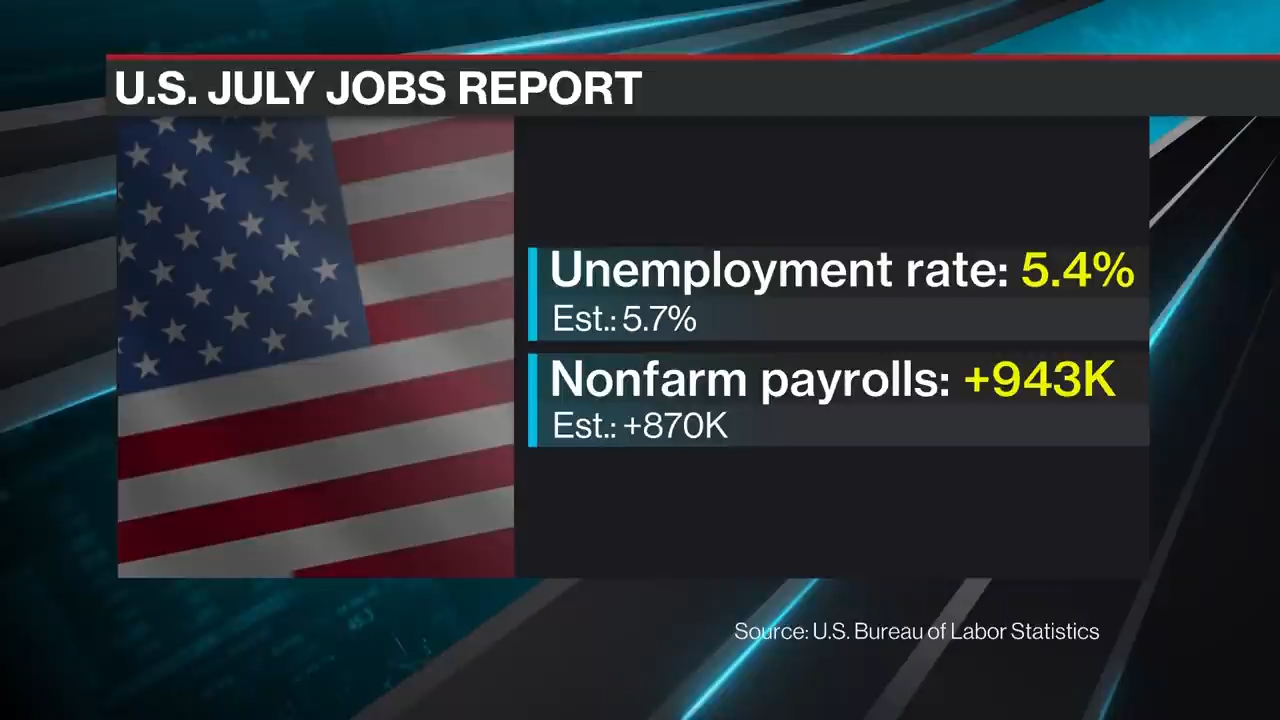 U.S. JULY JOBS REPORT
Unemployment rate: 5.4%
Est.: 5.7%
Nonfarm payrolls: +943K
Est.: +870K
Source: U.S. Bureau of Labor Statistics